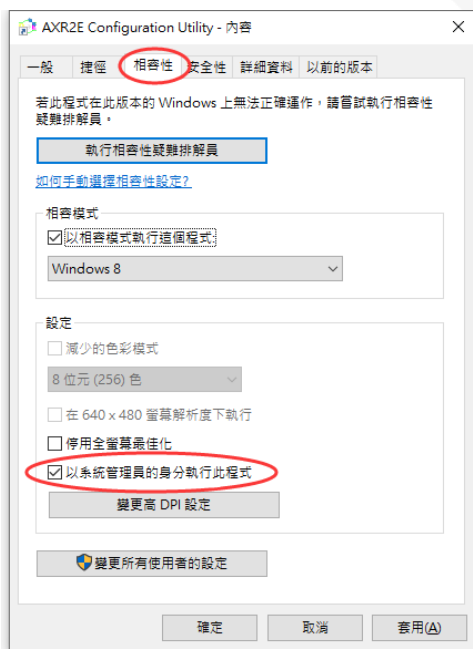 AXR2E Configuration Utility - 內容
一般 捷徑 相容性 安全性 詳細資料 以前的版本
若此程式在此版本的 Windows 上無法正確運作，請嘗試執行相容性
疑難排解員。
執行相容性疑難排解員
如何手動選擇相容性設定?
相容模式
以相容模式執行這個程式:
Windows 8
設定
減少的色彩模式
8 位元 (256) 色
在 640 x 480 螢幕解析度下執行
停用全螢幕最佳化
以系統管理員的身分執行此程式
變更高 DPI 設定
變更所有使用者的設定
確定 取消 套用(A)